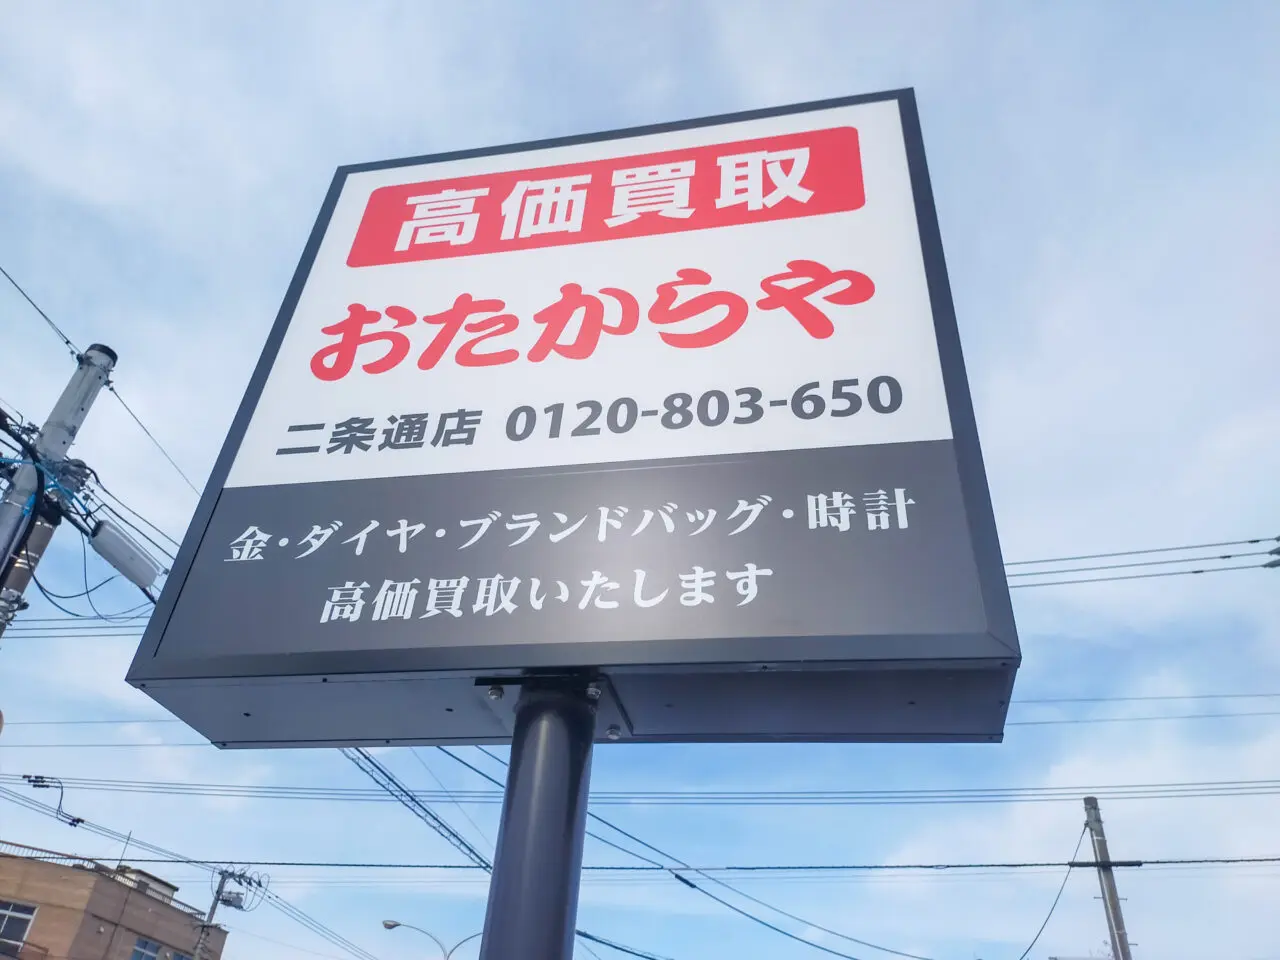 高価買取
おたからや
二条通店 0120-803-650
金・ダイヤ・ブランドバッグ・時計
高価買取いたします